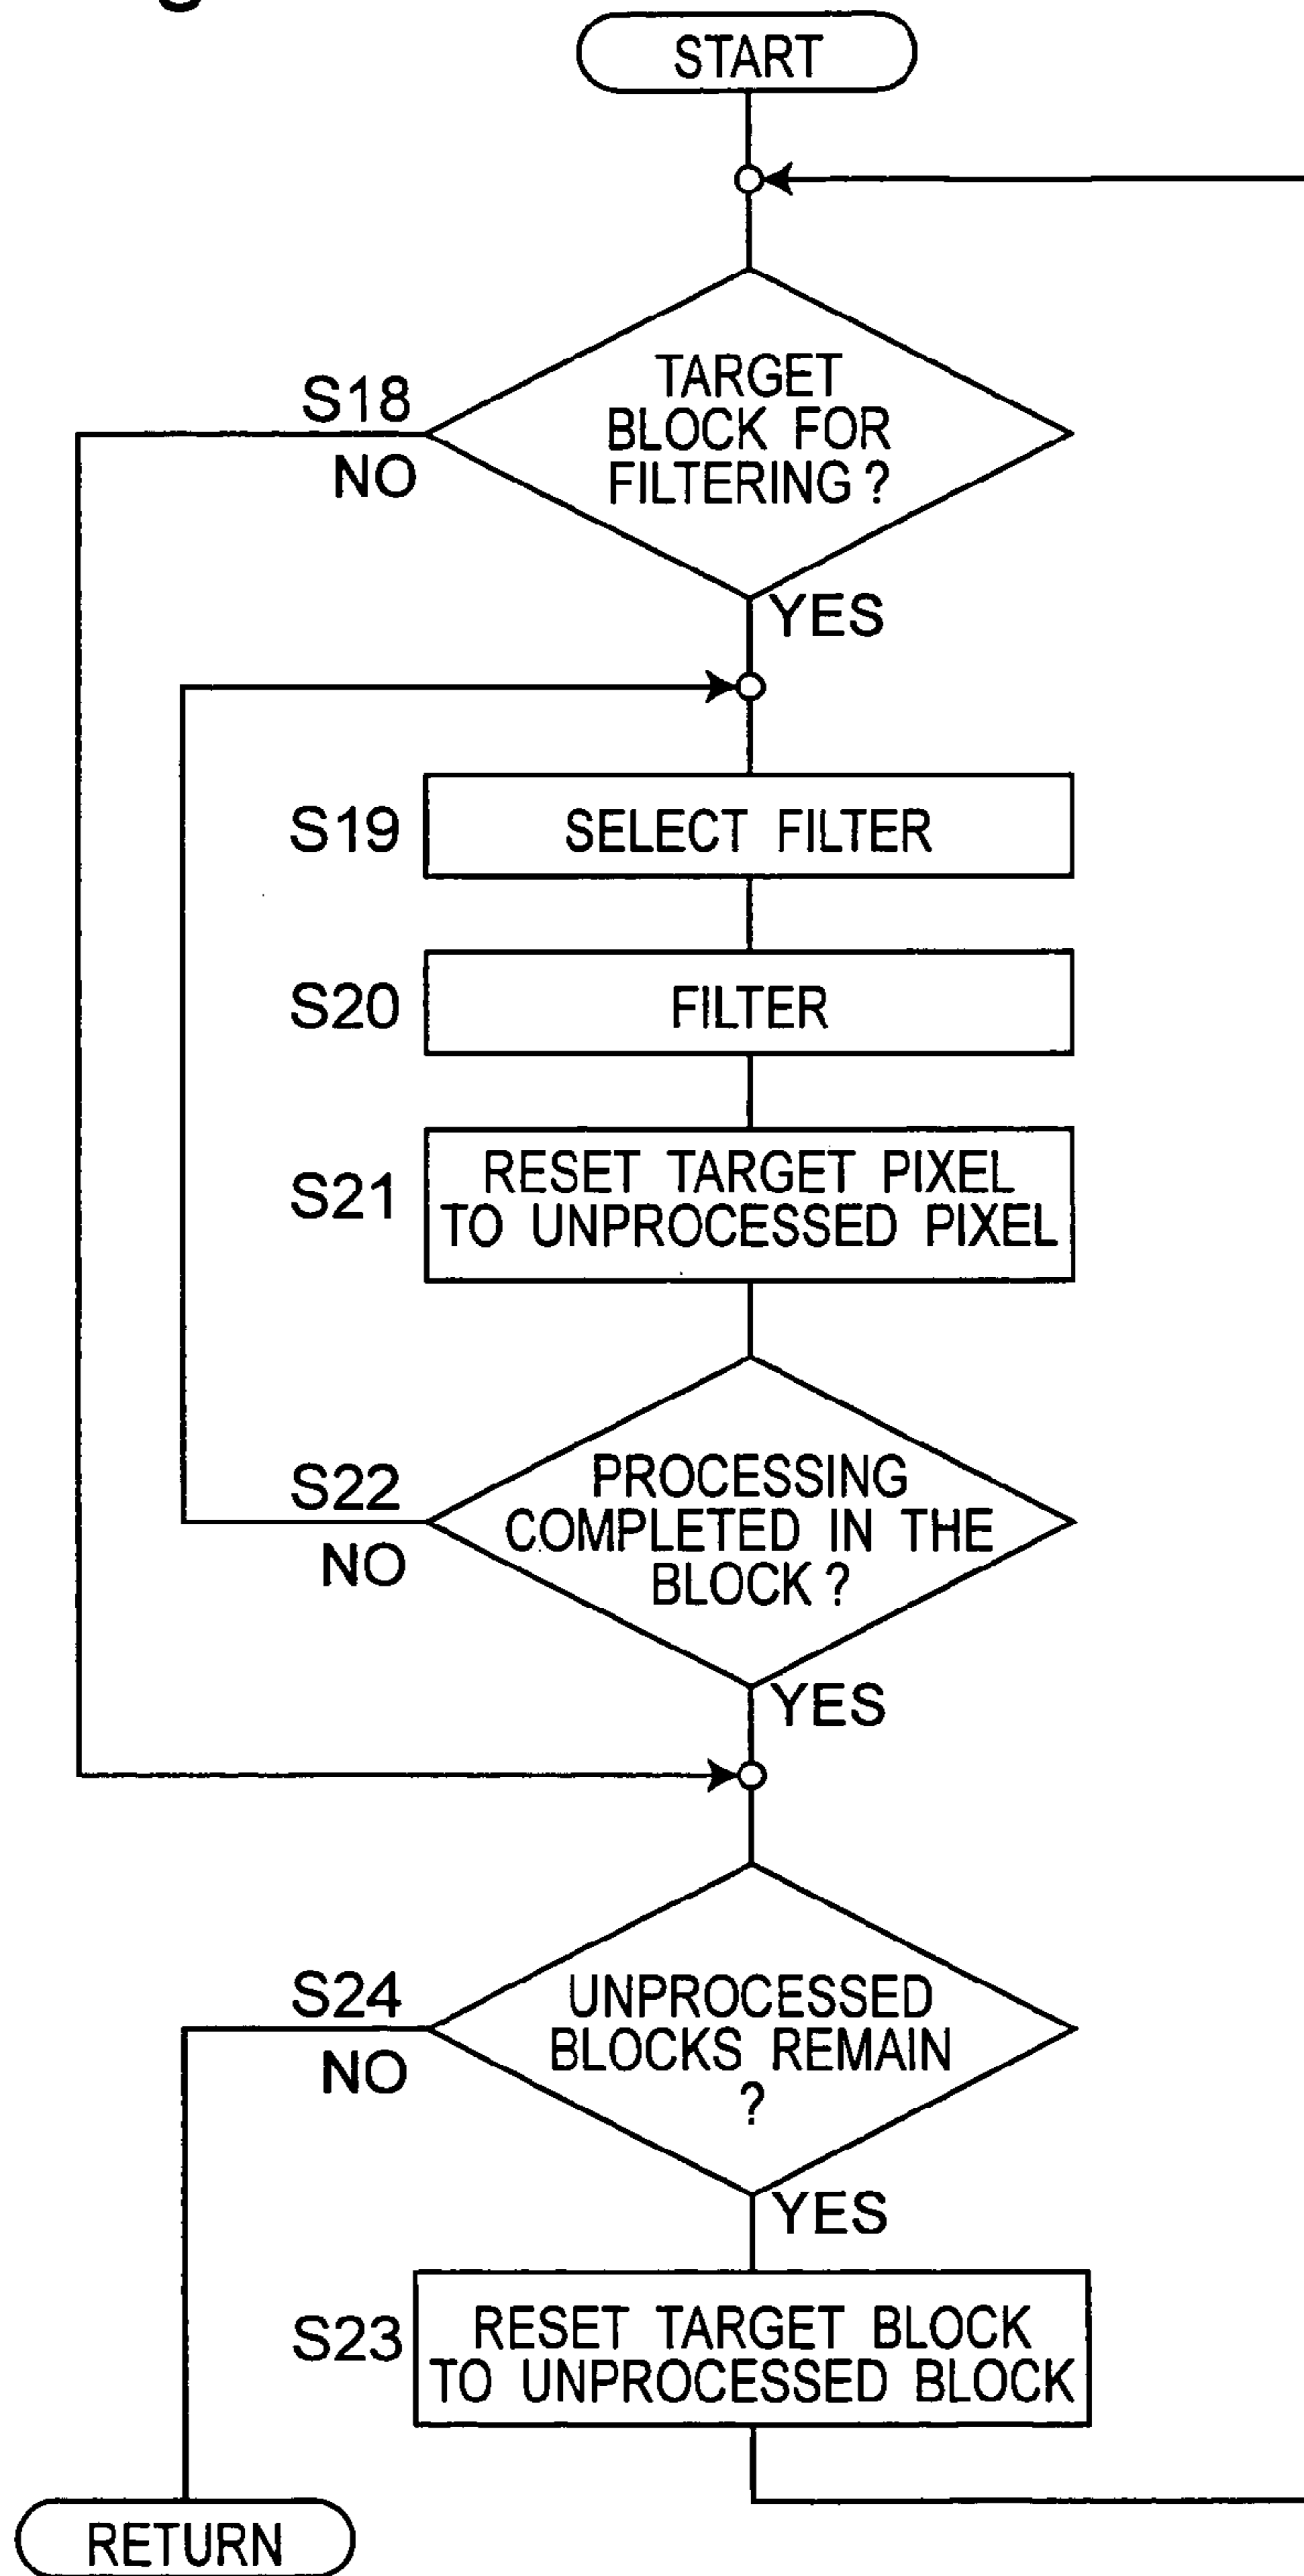 START
S18
NO
TARGET
BLOCK FOR
FILTERING ?
YES
S19
SELECT FILTER
S20
FILTER
S21
RESET TARGET PIXEL
TO UNPROCESSED PIXEL
S22
NO
PROCESSING
COMPLETED IN THE
BLOCK ?
YES
S24
NO
UNPROCESSED
BLOCKS REMAIN
?
YES
S23
RESET TARGET BLOCK
TO UNPROCESSED BLOCK
RETURN